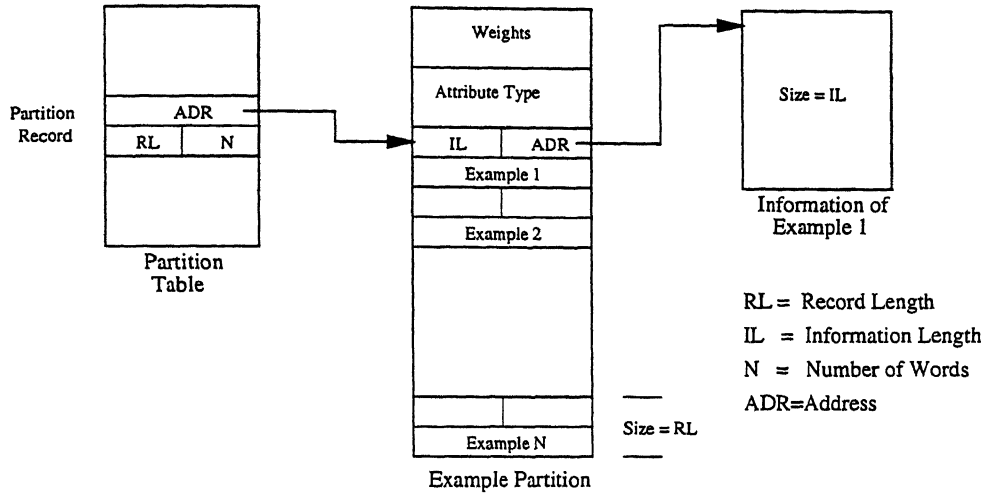 Partition
Record
ADR
RL N
Partition
Table
Weights
Attribute Type
IL ADR
Example 1
Example 2
Example N
Example Partition
Size = RL
Size = IL
Information of
Example 1
RL = Record Length
IL = Information Length
N = Number of Words
ADR=Address